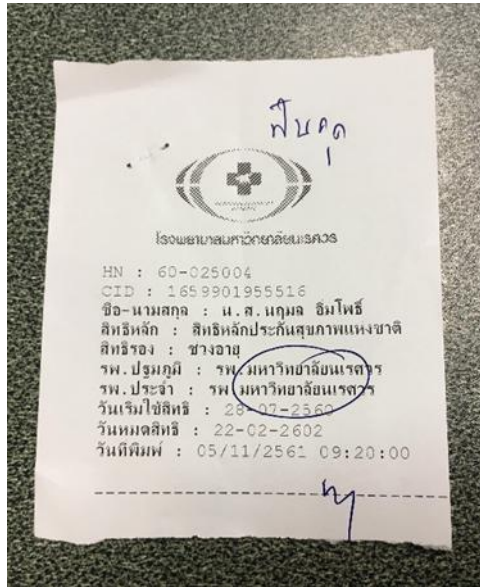 ฟันคุด
โรงพยาบาลมหาวิทยาลัยนเรศวร
HN : 60-025004
CID : 1659901955516
ชื่อ-นามสกุล : น.ส.นฤมล อิ่มโพธิ์
สิทธิหลัก : สิทธิหลักประกันสุขภาพแห่งชาติ
สิทธิรอง : ช่วงอายุ
รพ.ปฐมภูมิ : รพ.มหาวิทยาลัยนเรศวร
รพ.ประจำ : รพ.มหาวิทยาลัยนเรศวร
วันเริ่มใช้สิทธิ : 28-07-2560
วันหมดสิทธิ : 22-02-2602
วันที่พิมพ์ : 05/11/2561 09:20:00